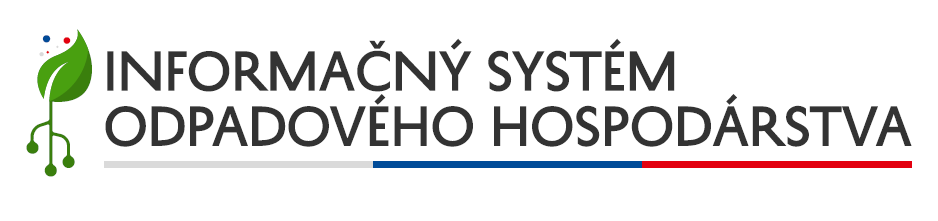 INFORMAČNÝ SYSTÉM
ODPADOVÉHO HOSPODÁRSTVA